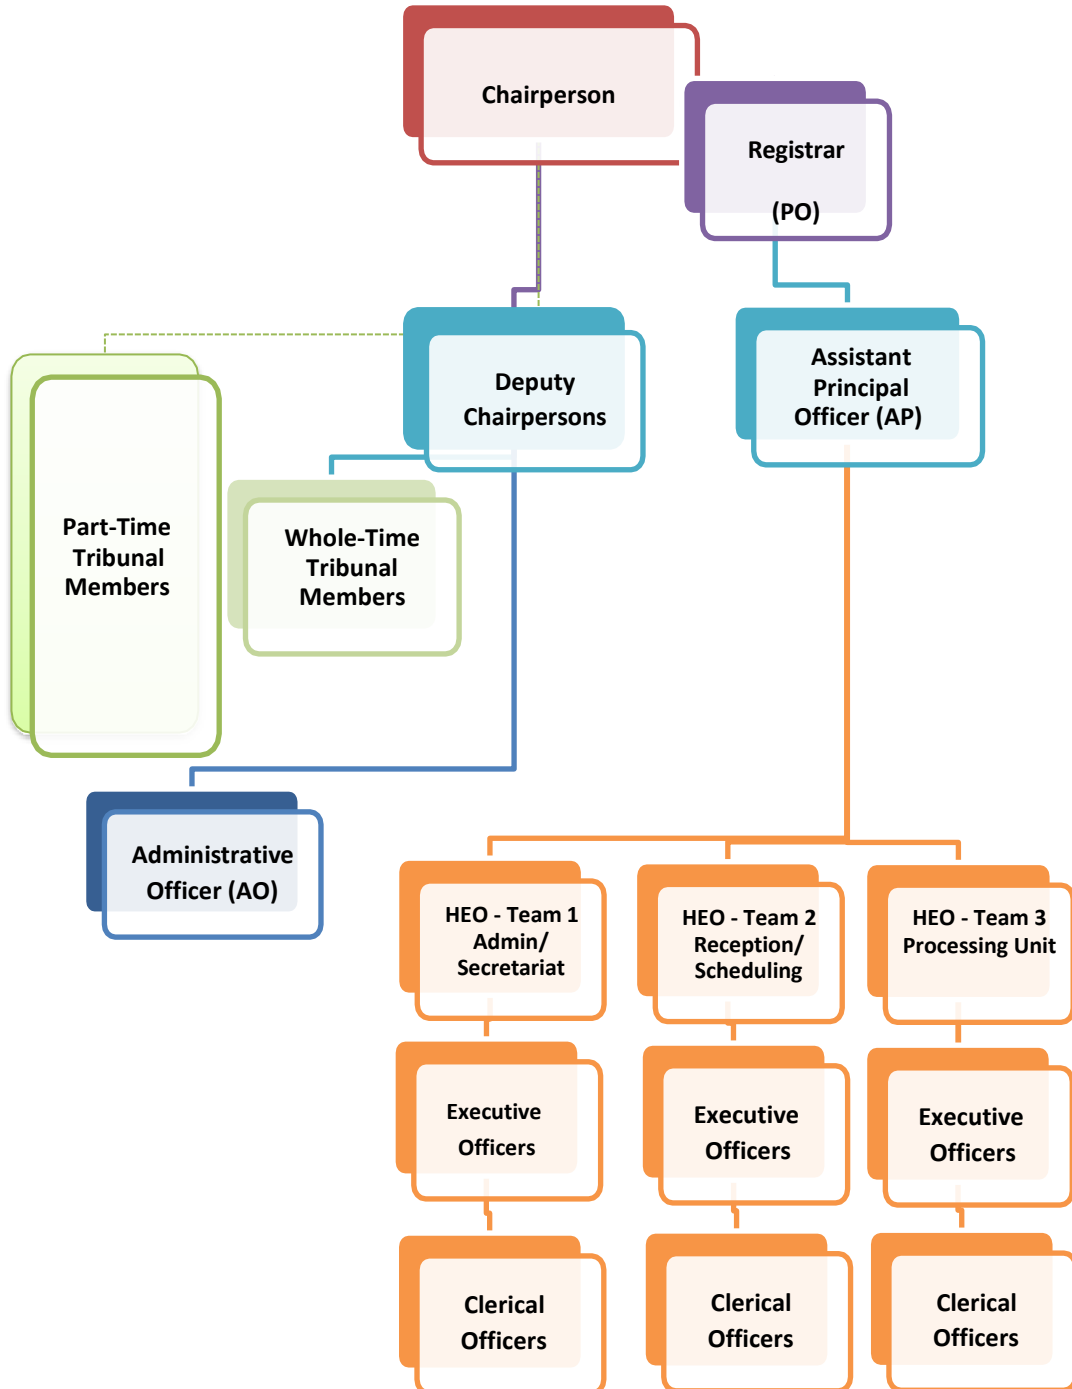 Chairperson
Registrar
(PO)
Assistant
Principal
Officer (AP)
Deputy
Chairpersons
Part-Time
Tribunal
Members
Whole-Time
Tribunal
Members
Administrative
Officer (AO)
HEO - Team 1
Admin/
Secretariat
HEO - Team 2
Reception/
Scheduling
HEO - Team 3
Processing Unit
Executive
Officers
Executive
Officers
Executive
Officers
Clerical
Officers
Clerical
Officers
Clerical
Officers